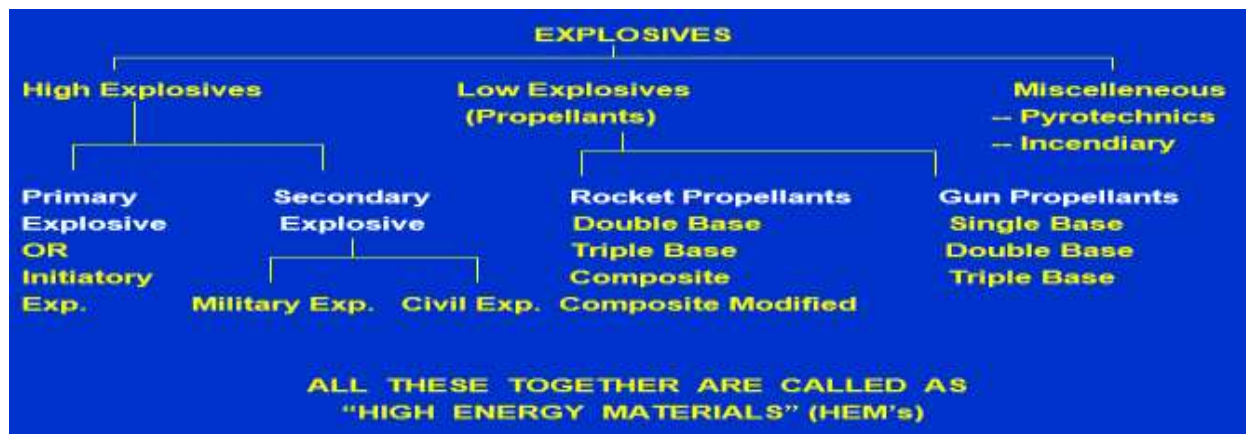 EXPLOSIVES
High Explosives
Low Explosives
(Propellants)
Miscelleneous
-- Pyrotechnics
-- Incendiary
Primary
Explosive
OR
Initiatory
Exp.
Secondary
Explosive
Military Exp.
Civil Exp.
Rocket Propellants
Double Base
Triple Base
Composite
Composite Modified
Gun Propellants
Single Base
Double Base
Triple Base
ALL THESE TOGETHER ARE CALLED AS
“HIGH ENERGY MATERIALS” (HEM’s)